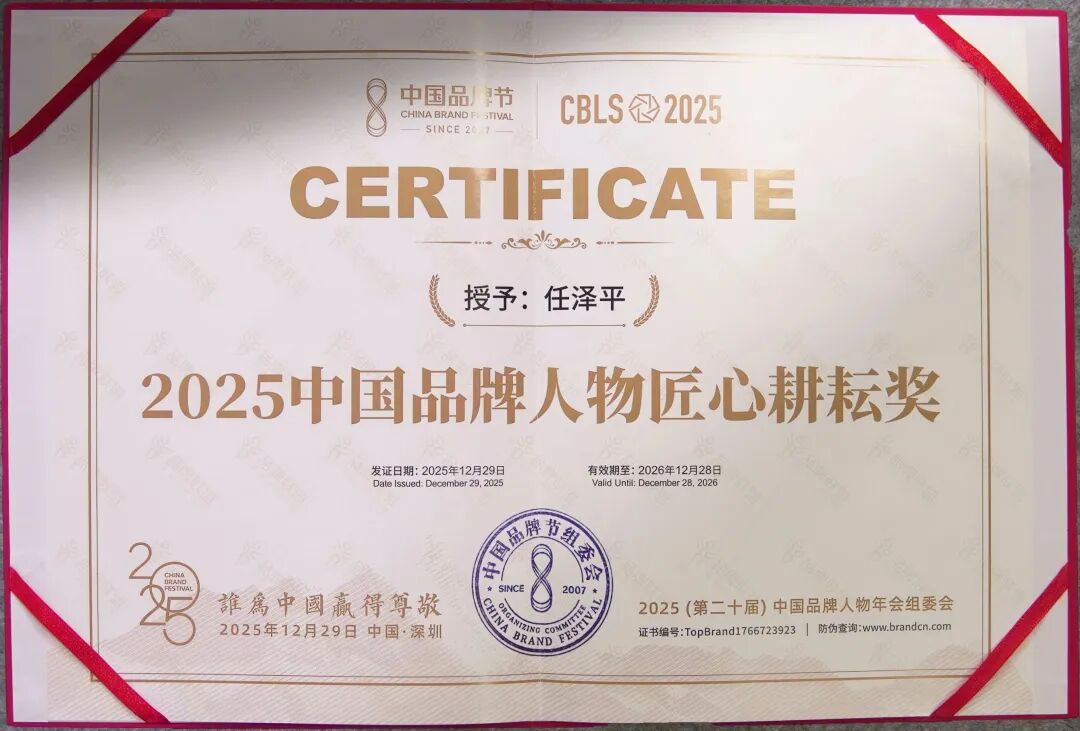 中国品牌节
CHINA BRAND FESTIVAL
SINCE 2007
CBLS 2025
CERTIFICATE
授予：任泽平
2025中国品牌人物匠心耕耘奖
发证日期：2025年12月29日
Date Issued: December 29, 2025
有效期至：2026年12月28日
Valid Until: December 28, 2026
2025
CHINA
BRAND
FESTIVAL
誰為中國贏得尊敬
2025年12月29日 中国·深圳
中国品牌节组委会
SINCE 2007
ORGANIZING COMMITTEE
CHINA BRAND FESTIVAL
2025 (第二十届) 中国品牌人物年会组委会
证书编号:TopBrand1766723923 | 防伪查询:www.brandcn.com